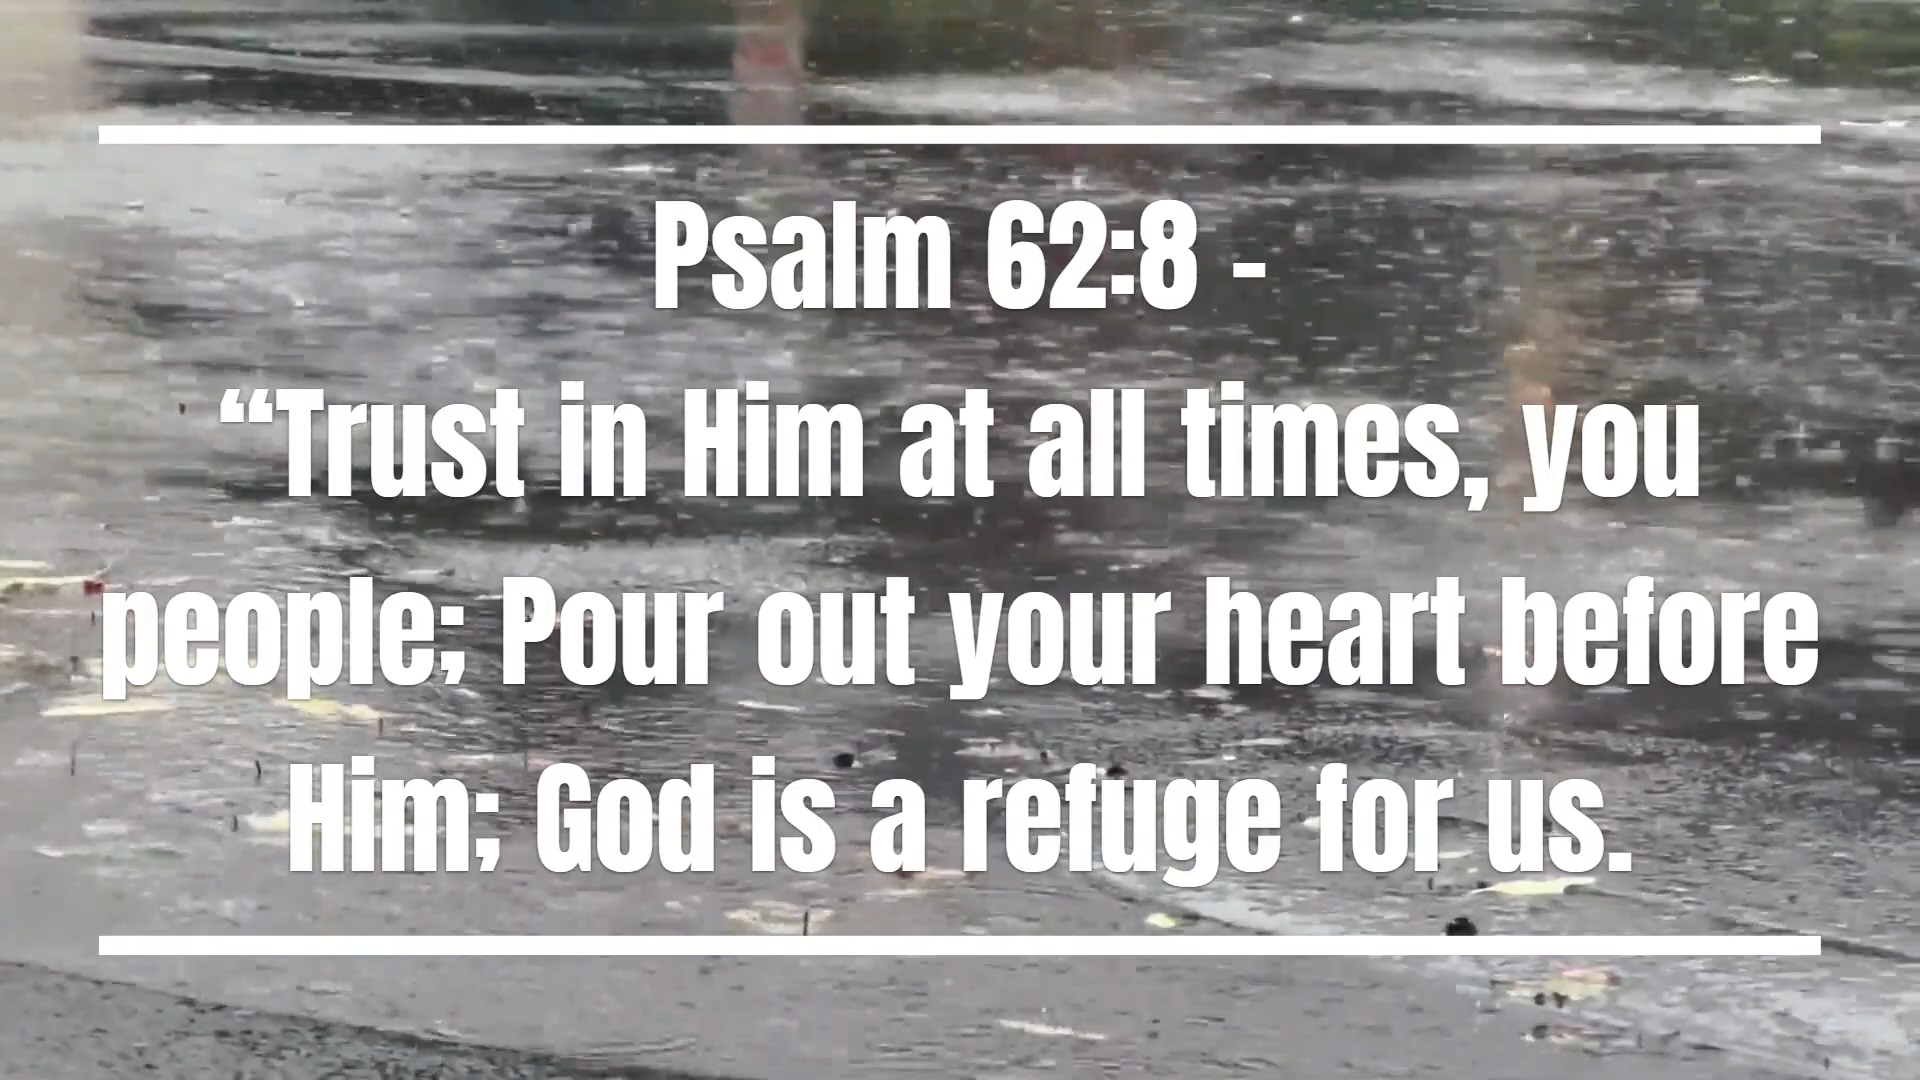 Psalm 62:8 -
“Trust in Him at all times, you
people; Pour out your heart before
Him; God is a refuge for us.